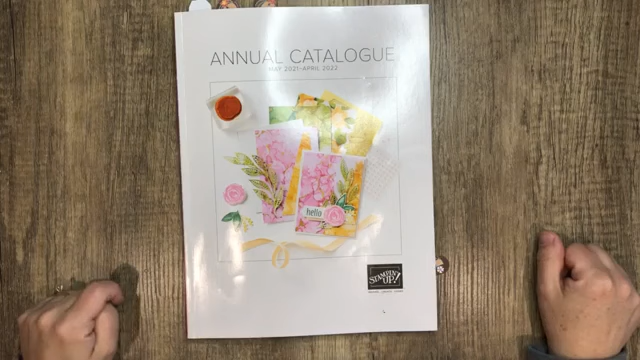 ANNUAL CATALOGUE
MAY 2021–APRIL 2022
hello
STAMPIN'
UP!